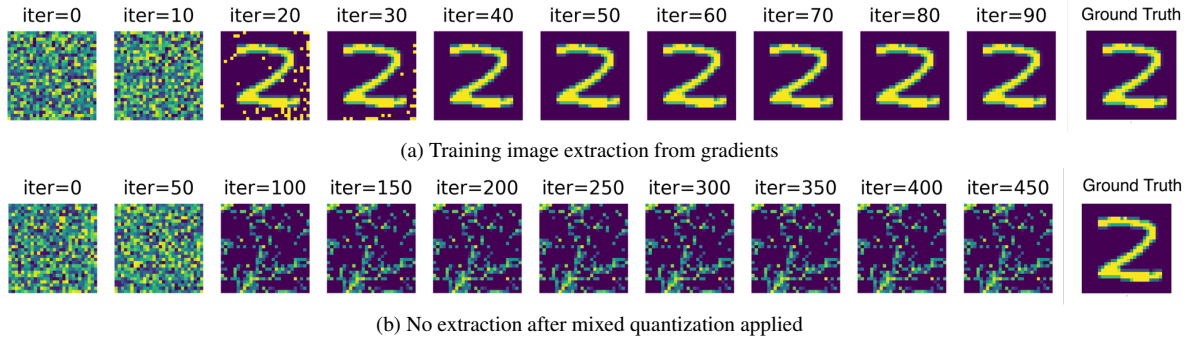 iter=0 iter=10 iter=20 iter=30 iter=40 iter=50 iter=60 iter=70 iter=80 iter=90 Ground Truth
(a) Training image extraction from gradients
iter=0 iter=50 iter=100 iter=150 iter=200 iter=250 iter=300 iter=350 iter=400 iter=450 Ground Truth
(b) No extraction after mixed quantization applied